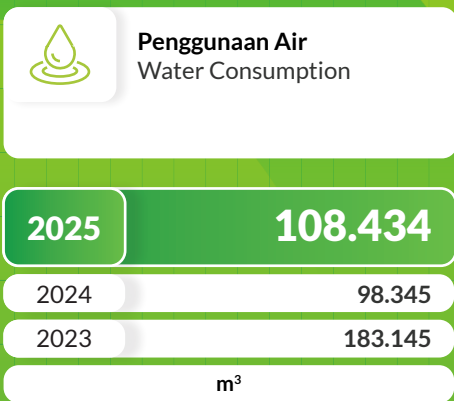 Penggunaan Air
Water Consumption
2025 108.434
2024 98.345
2023 183.145
m³